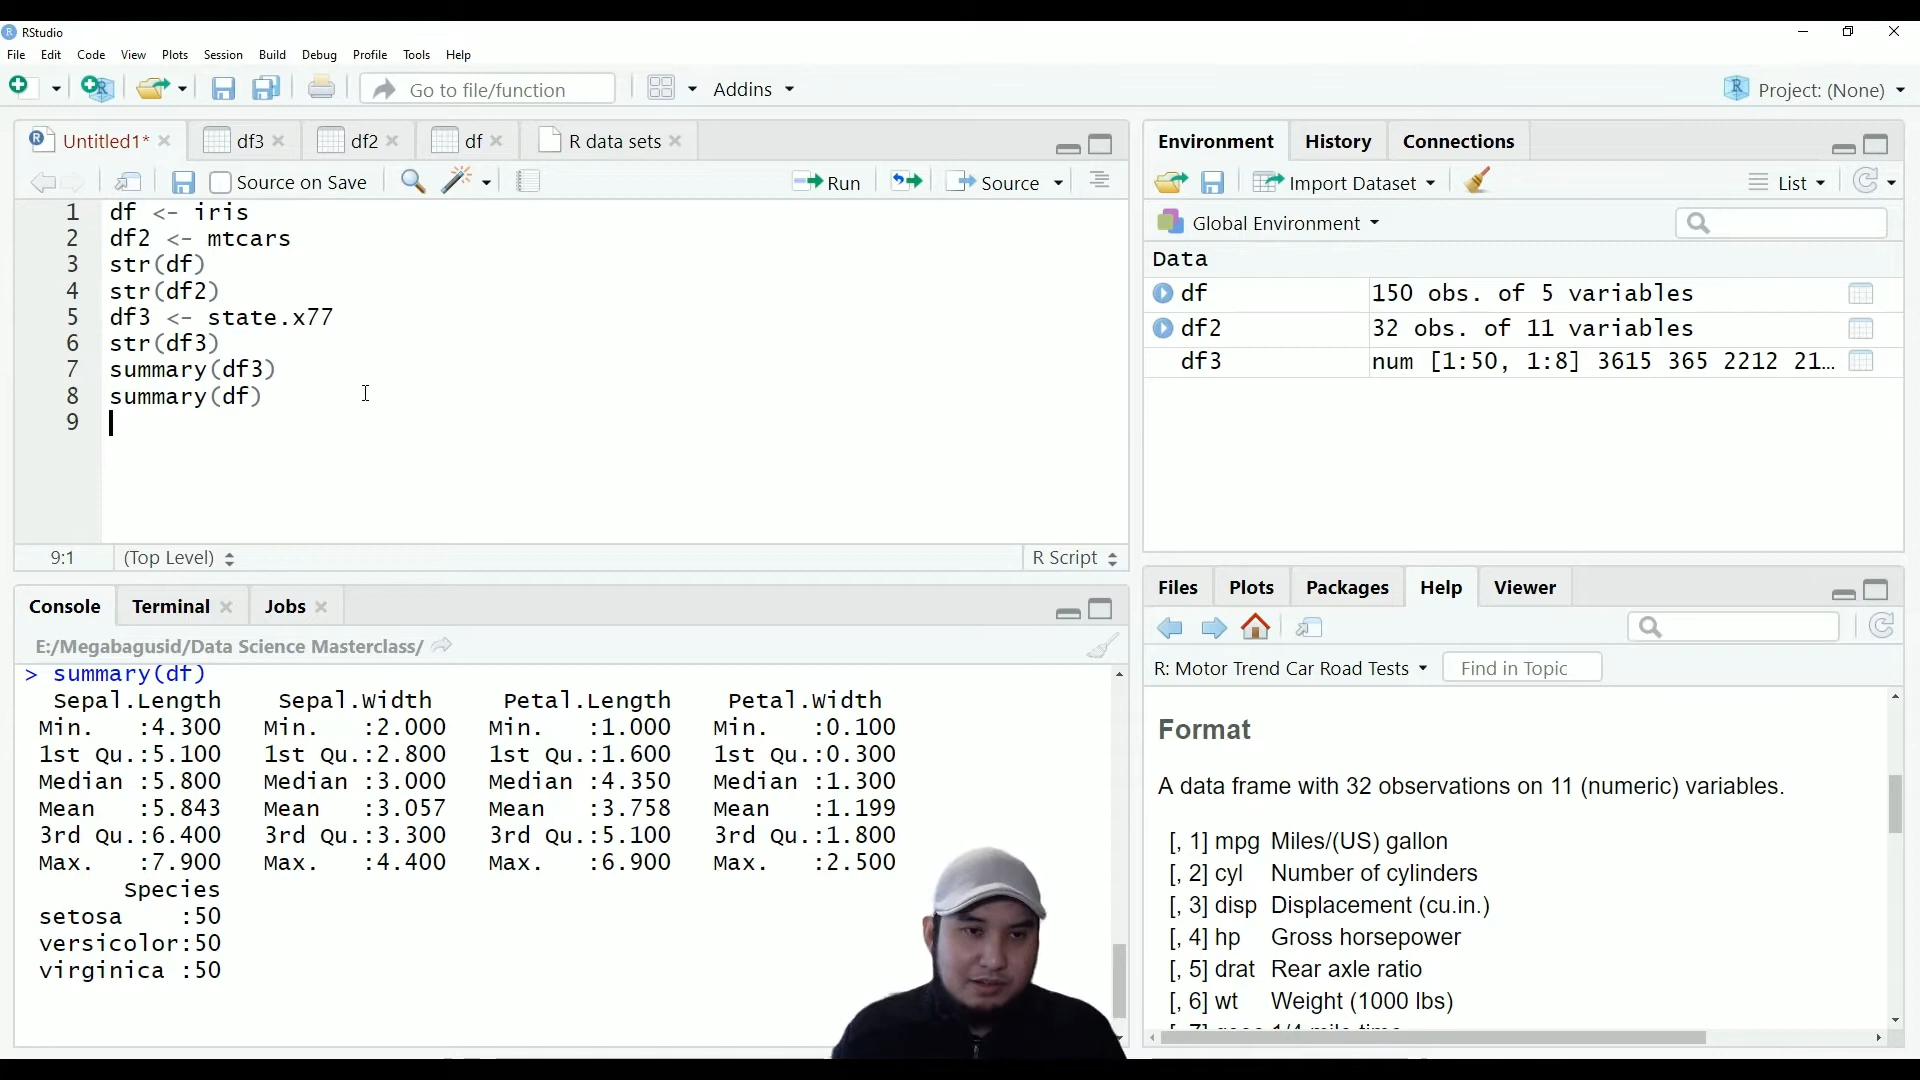 RStudio
File Edit Code View Plots Session Build Debug Profile Tools Help
Go to file/function Addins Project: (None)
Untitled1* df3 df2 df R data sets
Source on Save Run Source
1 df <- iris
2 df2 <- mtcars
3 str(df)
4 str(df2)
5 df3 <- state.x77
6 str(df3)
7 summary(df3)
8 summary(df)
9
9:1 (Top Level) R Script
Console Terminal Jobs
E:/Megabagusid/Data Science Masterclass/
> summary(df)
Sepal.Length Sepal.Width Petal.Length Petal.Width
Min. :4.300 Min. :2.000 Min. :1.000 Min. :0.100
1st Qu.:5.100 1st Qu.:2.800 1st Qu.:1.600 1st Qu.:0.300
Median :5.800 Median :3.000 Median :4.350 Median :1.300
Mean :5.843 Mean :3.057 Mean :3.758 Mean :1.199
3rd Qu.:6.400 3rd Qu.:3.300 3rd Qu.:5.100 3rd Qu.:1.800
Max. :7.900 Max. :4.400 Max. :6.900 Max. :2.500
Species
setosa :50
versicolor:50
virginica :50
Environment History Connections
Import Dataset List
Global Environment
Data
df 150 obs. of 5 variables
df2 32 obs. of 11 variables
df3 num [1:50, 1:8] 3615 365 2212 21...
Files Plots Packages Help Viewer
R: Motor Trend Car Road Tests Find in Topic
Format
A data frame with 32 observations on 11 (numeric) variables.
[, 1] mpg Miles/(US) gallon
[, 2] cyl Number of cylinders
[, 3] disp Displacement (cu.in.)
[, 4] hp Gross horsepower
[, 5] drat Rear axle ratio
[, 6] wt Weight (1000 lbs)